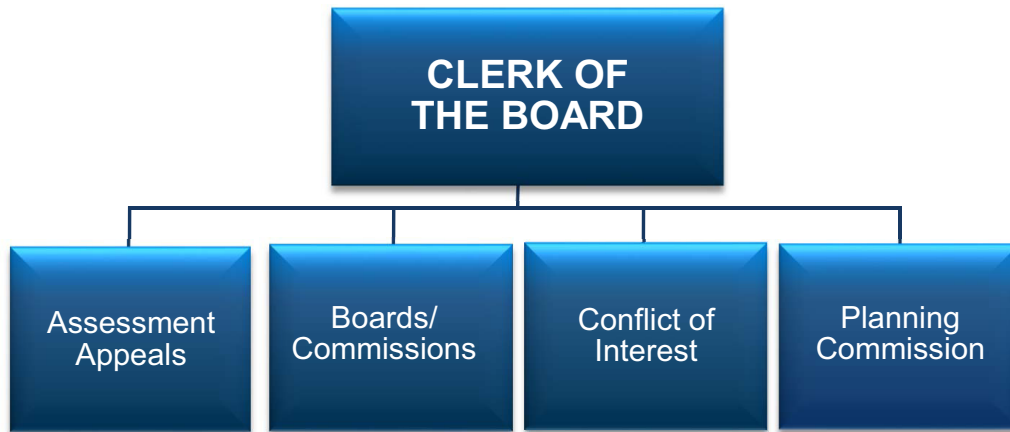 CLERK OF
THE BOARD
Assessment
Appeals
Boards/
Commissions
Conflict of
Interest
Planning
Commission